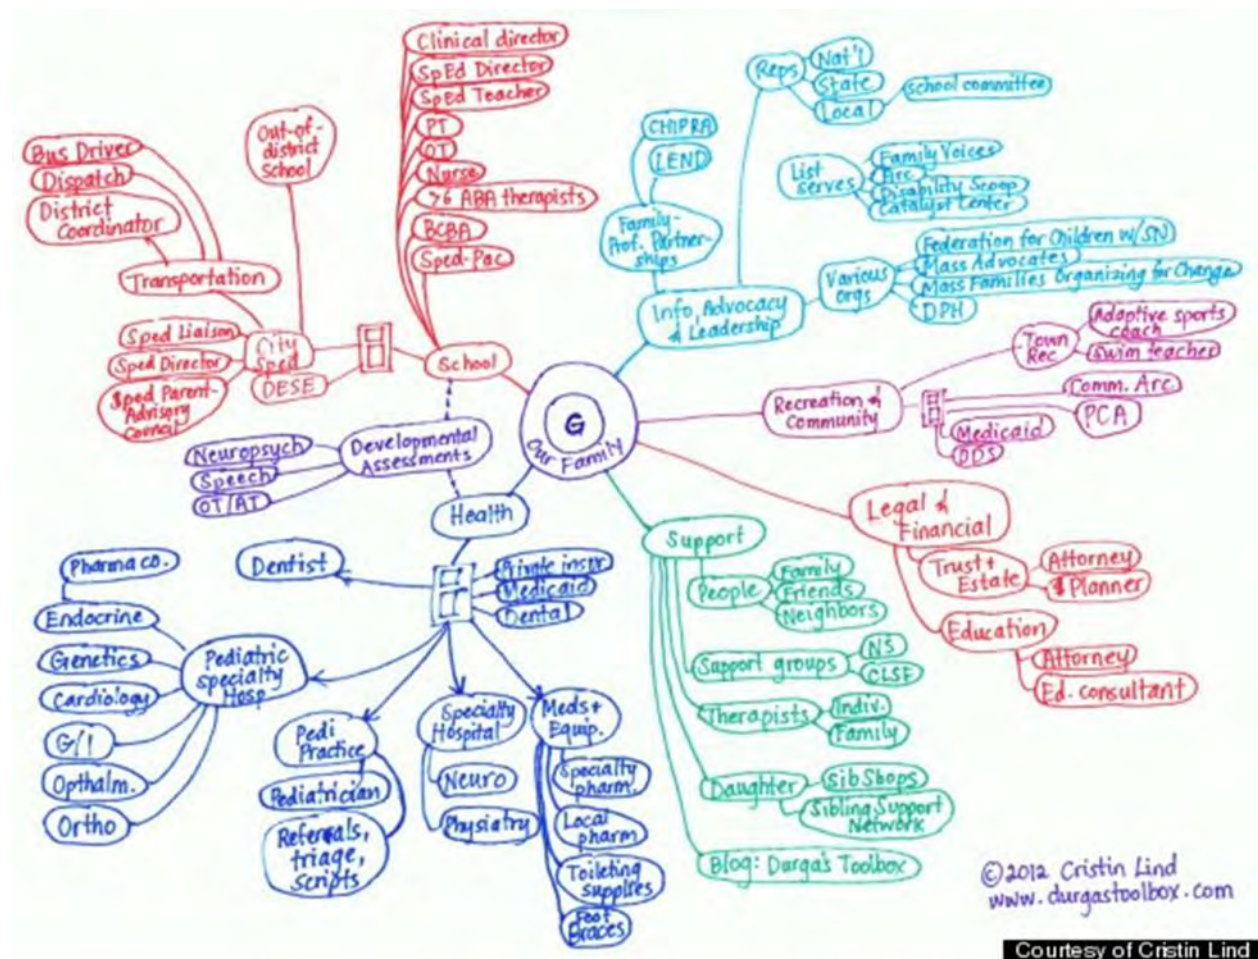 Clinical director
SpEd Director
Sped Teacher
PT
OT
Nurse
>6 ABA therapists
BCBA
Sped-Pac
School
Out-of-
district
School
Bus Driver
Dispatch
District
Coordinator
Transportation
Sped Liaison
Sped Director
Sped Parent-
Advisory
Council
City
Sped
DESE
Reps
Nat'l
State
Local
school committee
CHIPRA
LEND
Family-
Prof. Partner-
ships
List
serves
Family Voices
Arc
Disability Scoop
Catalyst Center
Info, Advocacy
& Leadership
Various
orgs
Federation for Children w/SN
Mass Advocates
Mass Families Organizing for Change
DPH
G
Our Family
Recreation &
Community
Town
Rec
Adaptive sports
coach
Swim teacher
Comm. Arc
PCA
Medicaid
DDS
Developmental
Assessments
Neuropsych
Speech
OT/AT
Health
Dentist
Private insur
Medicaid
Dental
Pharma co.
Endocrine
Genetics
Cardiology
G/I
Opthalm.
Ortho
Pediatric
specialty
Hosp
Pedi
Practice
Pediatrician
Referrals,
triage,
scripts
Specialty
Hospital
Neuro
Physiatry
Meds +
Equip.
Specialty
pharm.
Local
pharm
Toileting
supplies
Foot
Braces
Support
People
Family
Friends
Neighbors
Support groups
NS
CLSF
Therapists
Indiv.
Family
Daughter
Sib Shops
Sibling Support
Network
Blog: Durga's Toolbox
Legal &
Financial
Trust +
Estate
Attorney
$ Planner
Education
Attorney
Ed. consultant
©2012 Cristin Lind
www.durgastoolbox.com
Courtesy of Cristin Lind